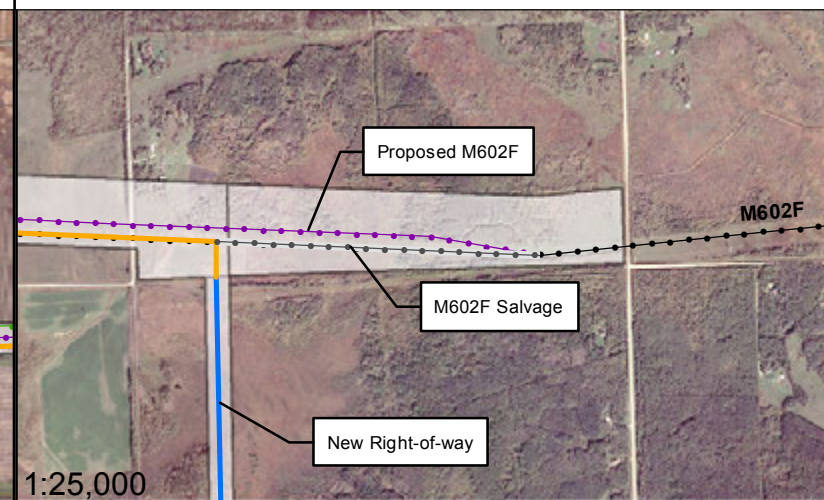 Proposed M602F
M602F
M602F Salvage
New Right-of-way
1:25,000